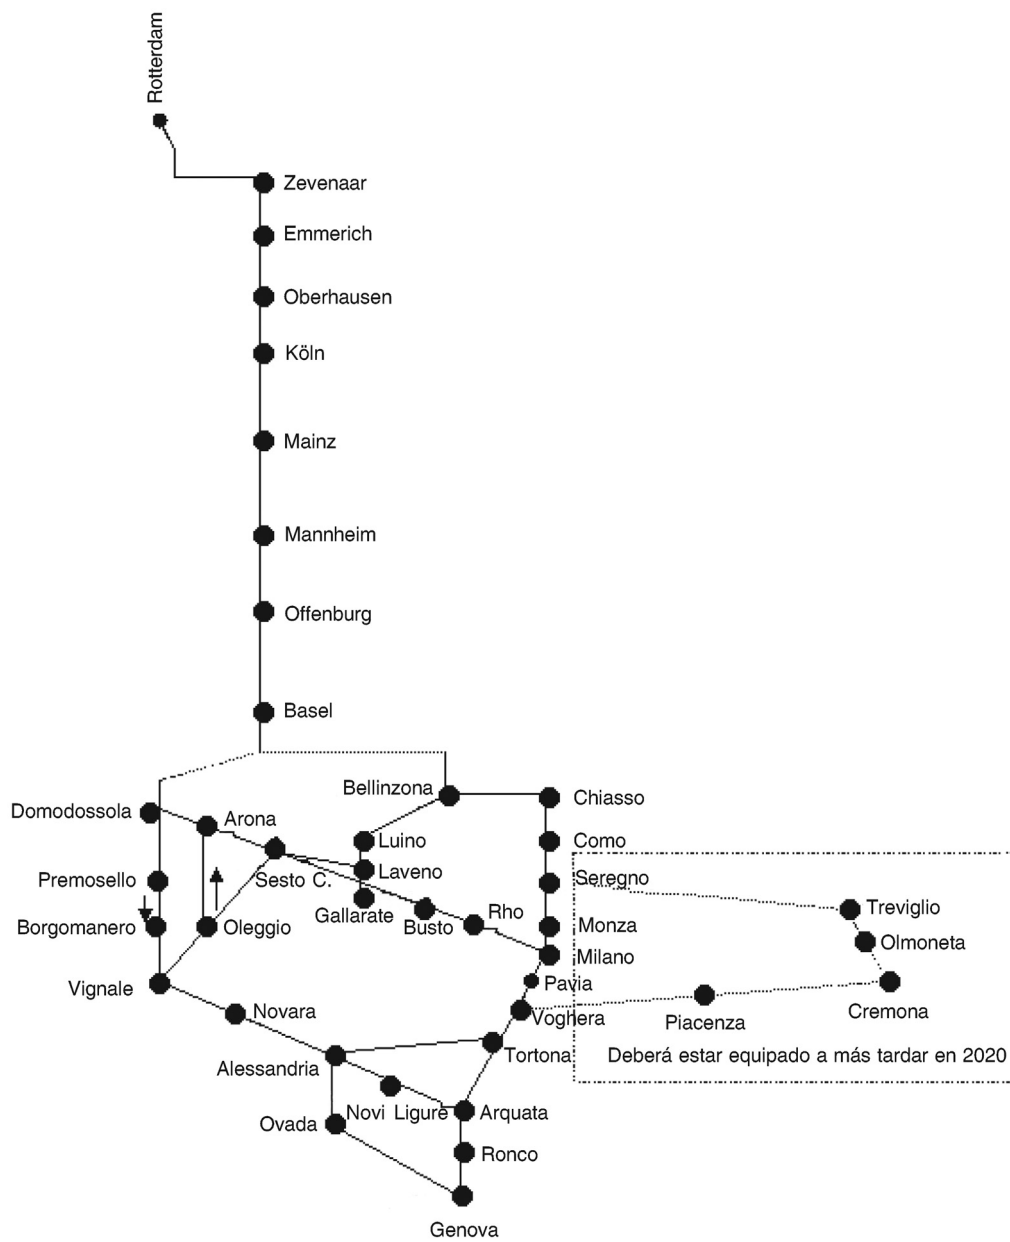 Rotterdam
Zevenaar
Emmerich
Oberhausen
Köln
Mainz
Mannheim
Offenburg
Basel
Bellinzona
Chiasso
Domodossola
Arona
Luino
Como
Sesto C.
Laveno
Seregno
Premosello
Gallarate
Busto
Rho
Treviglio
Borgomanero
Oleggio
Monza
Olmoneta
Milano
Vignale
Pavia
Novara
Voghera
Piacenza
Cremona
Alessandria
Tortona
Deberá estar equipado a más tardar en 2020
Novi Ligure
Arquata
Ovada
Ronco
Genova